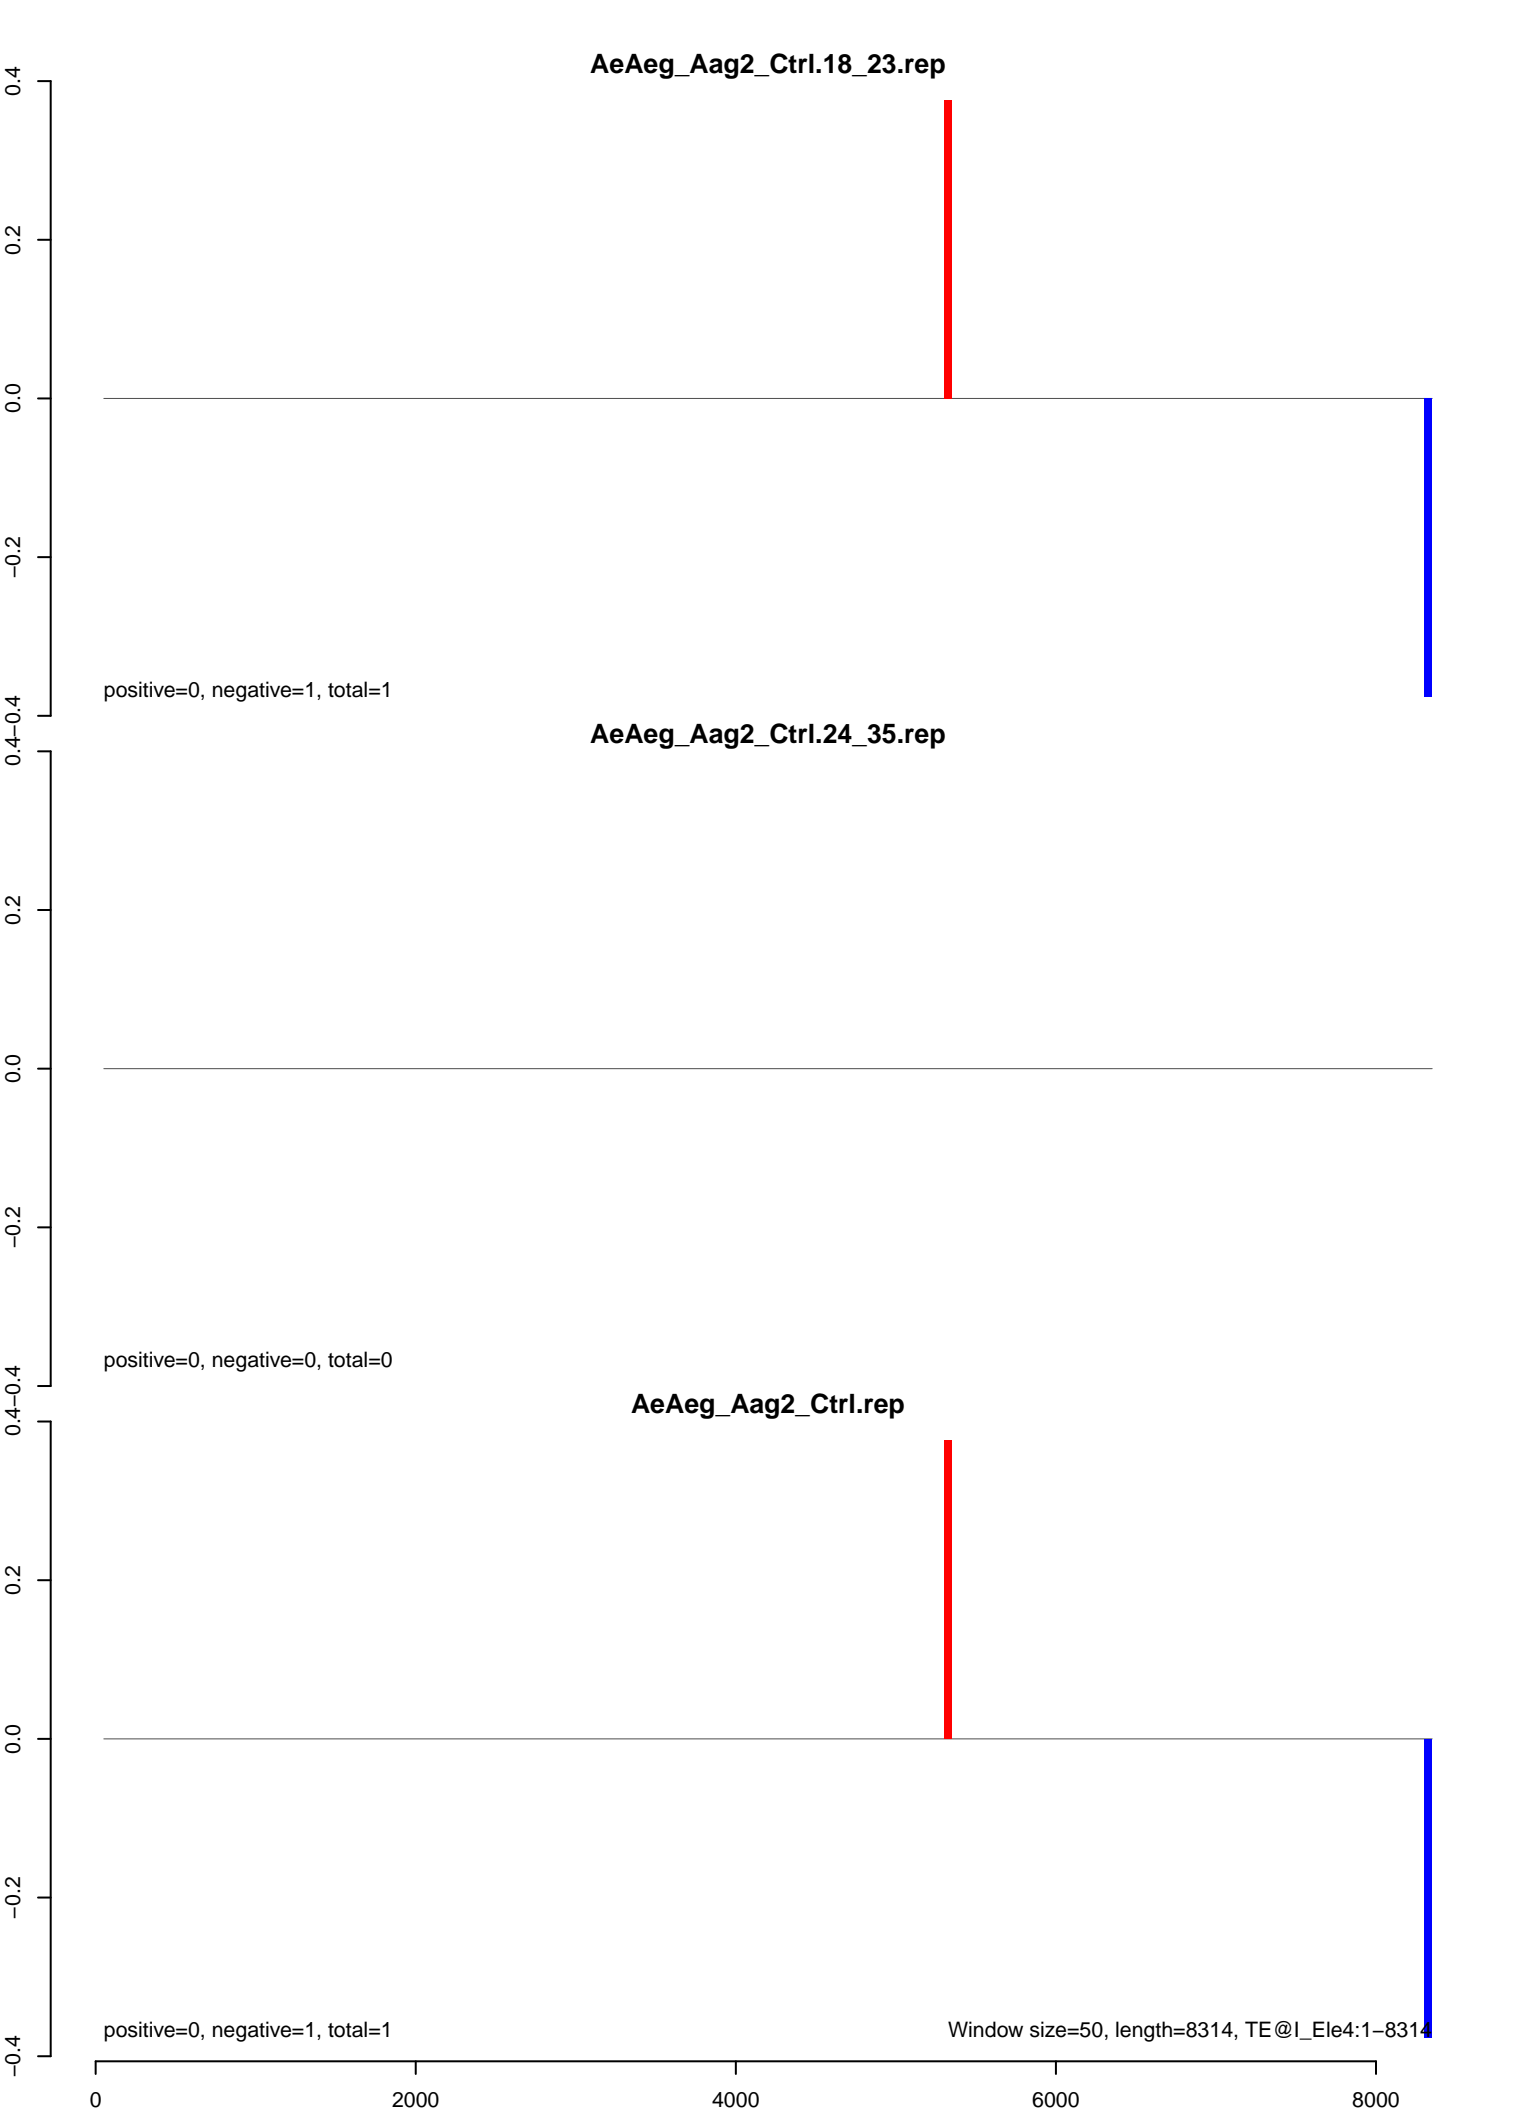 AeAeg_Aag2_Ctrl.18_23.rep
0.4
0.2
0.0
−0.2
−0.4
positive=0, negative=1, total=1
AeAeg_Aag2_Ctrl.24_35.rep
0.4
0.2
0.0
−0.2
−0.4
positive=0, negative=0, total=0
AeAeg_Aag2_Ctrl.rep
0.4
0.2
0.0
−0.2
−0.4
positive=0, negative=1, total=1
Window size=50, length=8314, TE@I_Ele4:1−8314
0 2000 4000 6000 8000